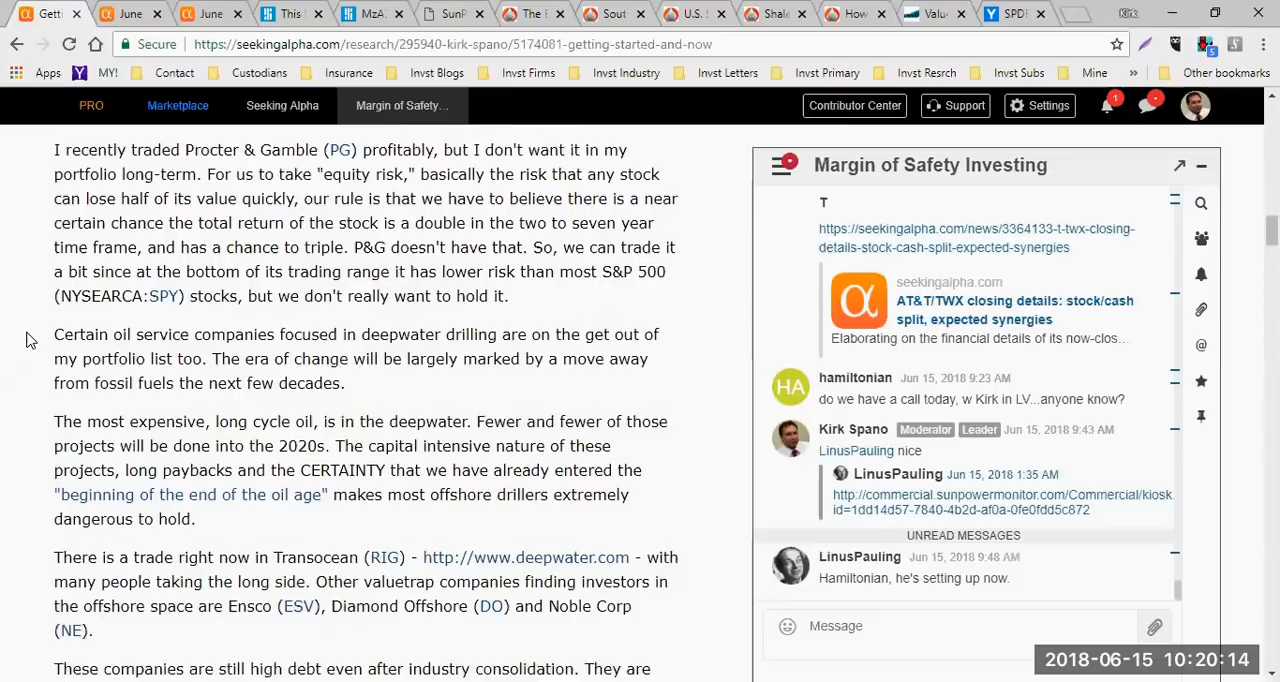 Getti
June
June
This
MzA
SunP
The E
Sout
U.S.
Shale
How
Valu
SPDF
Kirk
Secure
https://seekingalpha.com/research/295940-kirk-spano/5174081-getting-started-and-now
Apps
MY!
Contact
Custodians
Insurance
Invst Blogs
Invst Firms
Invst Industry
Invst Letters
Invst Primary
Invst Resrch
Invst Subs
Mine
»
Other bookmarks
PRO
Marketplace
Seeking Alpha
Margin of Safety...
Contributor Center
Support
Settings
1
I recently traded Procter & Gamble (PG) profitably, but I don't want it in my
portfolio long-term. For us to take "equity risk," basically the risk that any stock
can lose half of its value quickly, our rule is that we have to believe there is a near
certain chance the total return of the stock is a double in the two to seven year
time frame, and has a chance to triple. P&G doesn't have that. So, we can trade it
a bit since at the bottom of its trading range it has lower risk than most S&P 500
(NYSEARCA:SPY) stocks, but we don't really want to hold it.
Certain oil service companies focused in deepwater drilling are on the get out of
my portfolio list too. The era of change will be largely marked by a move away
from fossil fuels the next few decades.
The most expensive, long cycle oil, is in the deepwater. Fewer and fewer of those
projects will be done into the 2020s. The capital intensive nature of these
projects, long paybacks and the CERTAINTY that we have already entered the
"beginning of the end of the oil age" makes most offshore drillers extremely
dangerous to hold.
There is a trade right now in Transocean (RIG) - http://www.deepwater.com - with
many people taking the long side. Other valuetrap companies finding investors in
the offshore space are Ensco (ESV), Diamond Offshore (DO) and Noble Corp
(NE).
These companies are still high debt even after industry consolidation. They are
Margin of Safety Investing
T
https://seekingalpha.com/news/3364133-t-twx-closing-
details-stock-cash-split-expected-synergies
seekingalpha.com
AT&T/TWX closing details: stock/cash
split, expected synergies
Elaborating on the financial details of its now-clos...
HA
hamiltonian Jun 15, 2018 9:23 AM
do we have a call today, w Kirk in LV...anyone know?
Kirk Spano Moderator Leader Jun 15, 2018 9:43 AM
LinusPauling nice
LinusPauling Jun 15, 2018 1:35 AM
http://commercial.sunpowermonitor.com/Commercial/kiosk.
id=1dd14d57-7840-4b2d-af0a-0fe0fdd5c872
UNREAD MESSAGES
LinusPauling Jun 15, 2018 9:48 AM
Hamiltonian, he's setting up now.
Message
2018-06-15 10:20:14